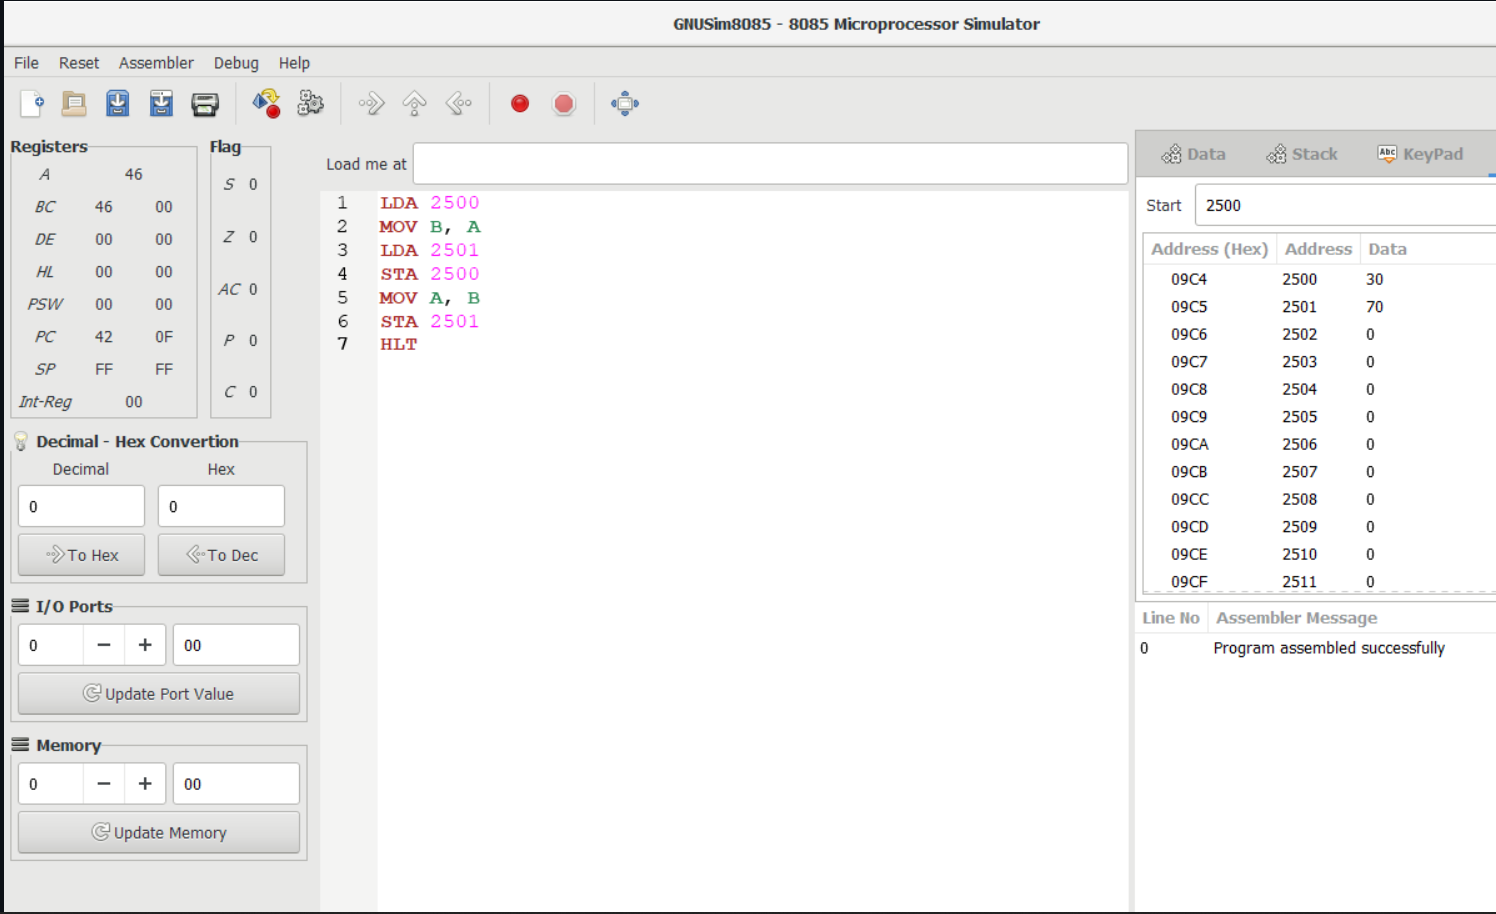 GNUSim8085 - 8085 Microprocessor Simulator
File Reset Assembler Debug Help
Registers
A 46
BC 46 00
DE 00 00
HL 00 00
PSW 00 00
PC 42 0F
SP FF FF
Int-Reg 00
Flag
S 0
Z 0
AC 0
P 0
C 0
Decimal - Hex Convertion
Decimal Hex
0 0
To Hex To Dec
I/O Ports
0 − + 00
Update Port Value
Memory
0 − + 00
Update Memory
Load me at
1 LDA 2500
2 MOV B, A
3 LDA 2501
4 STA 2500
5 MOV A, B
6 STA 2501
7 HLT
Data Stack Abc KeyPad
Start 2500
Address (Hex) Address Data
09C4 2500 30
09C5 2501 70
09C6 2502 0
09C7 2503 0
09C8 2504 0
09C9 2505 0
09CA 2506 0
09CB 2507 0
09CC 2508 0
09CD 2509 0
09CE 2510 0
09CF 2511 0
Line No Assembler Message
0 Program assembled successfully